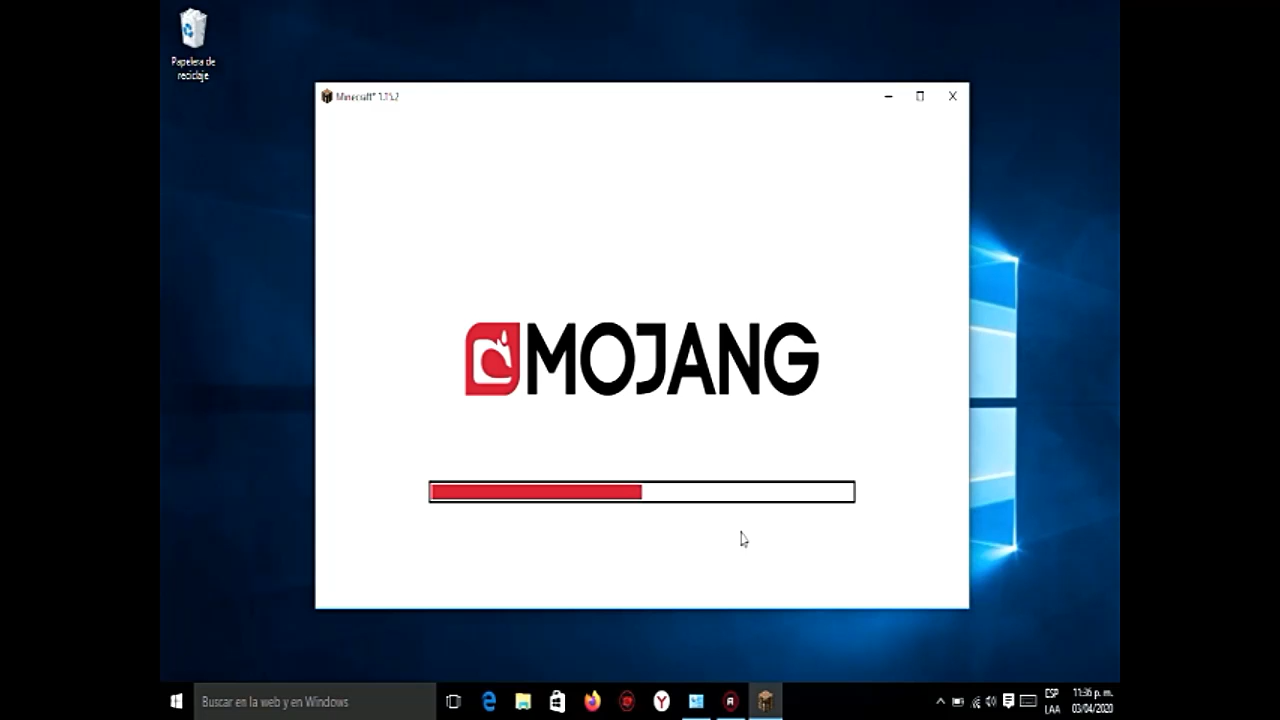 Papelera de
reciclaje
Minecraft* 1.15.2
MOJANG
Buscar en la web y en Windows
ESP
LAA
11:36 p. m.
03/04/2020